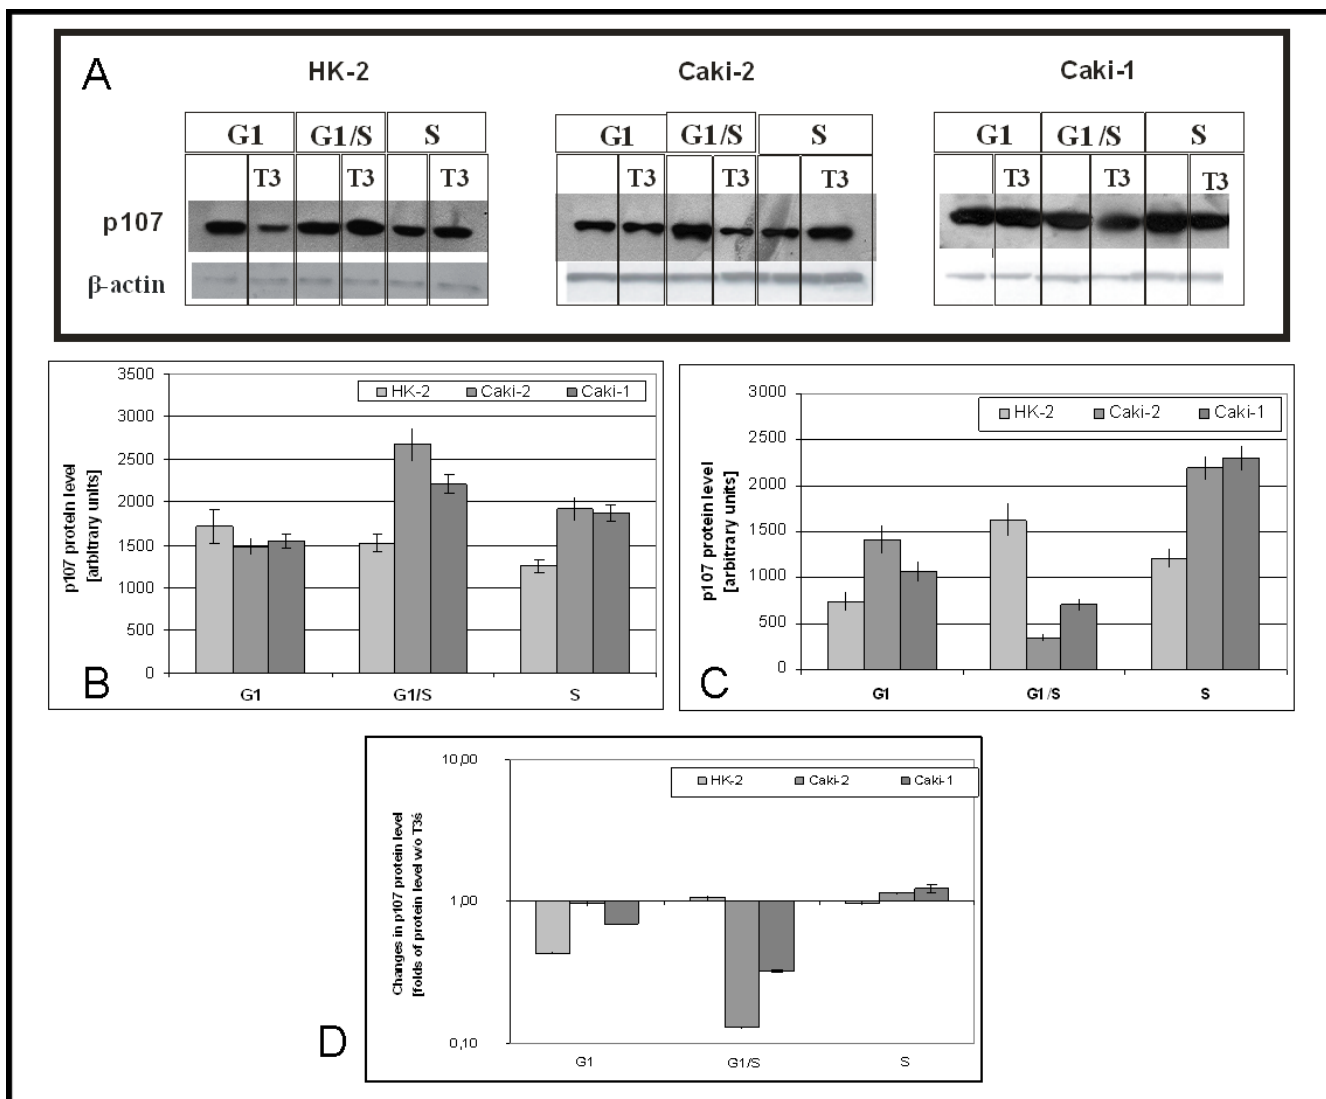 A
HK-2 Caki-2 Caki-1
G1 G1/S S G1 G1/S S G1 G1/S S
T3 T3 T3 T3 T3 T3 T3 T3 T3
p107
β-actin
3500
3000
2500
2000
1500
1000
500
0
p107 protein level
[arbitrary units]
HK-2 Caki-2 Caki-1
G1 G1/S S
B
3000
2500
2000
1500
1000
500
0
p107 protein level
[arbitrary units]
HK-2 Caki-2 Caki-1
G1 G1/S S
C
10,00
1,00
0,10
Changes in p107 protein level
[folds of protein level w/o T3ś
HK-2 Caki-2 Caki-1
G1 G1/S S
D